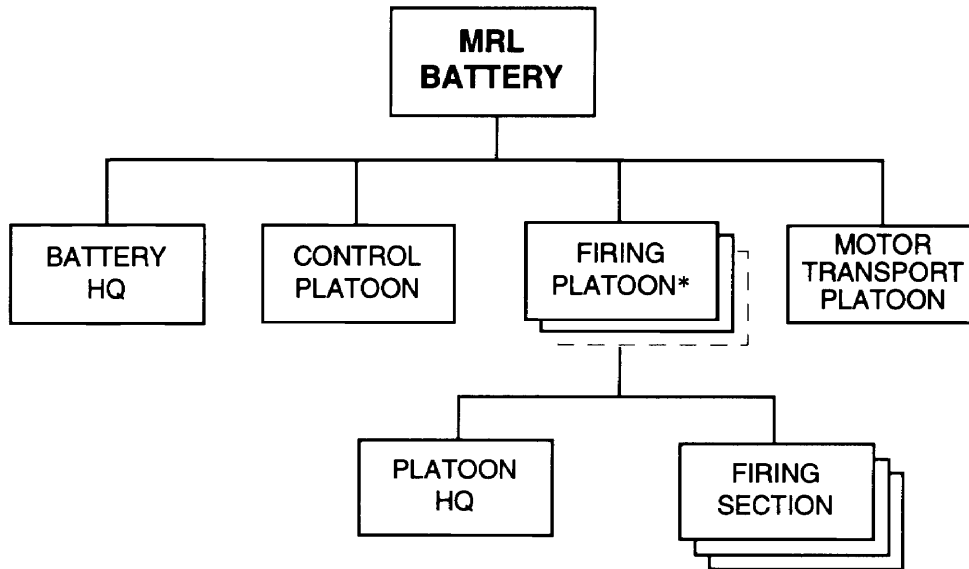 MRL
BATTERY
BATTERY
HQ
CONTROL
PLATOON
FIRING
PLATOON*
MOTOR
TRANSPORT
PLATOON
PLATOON
HQ
FIRING
SECTION